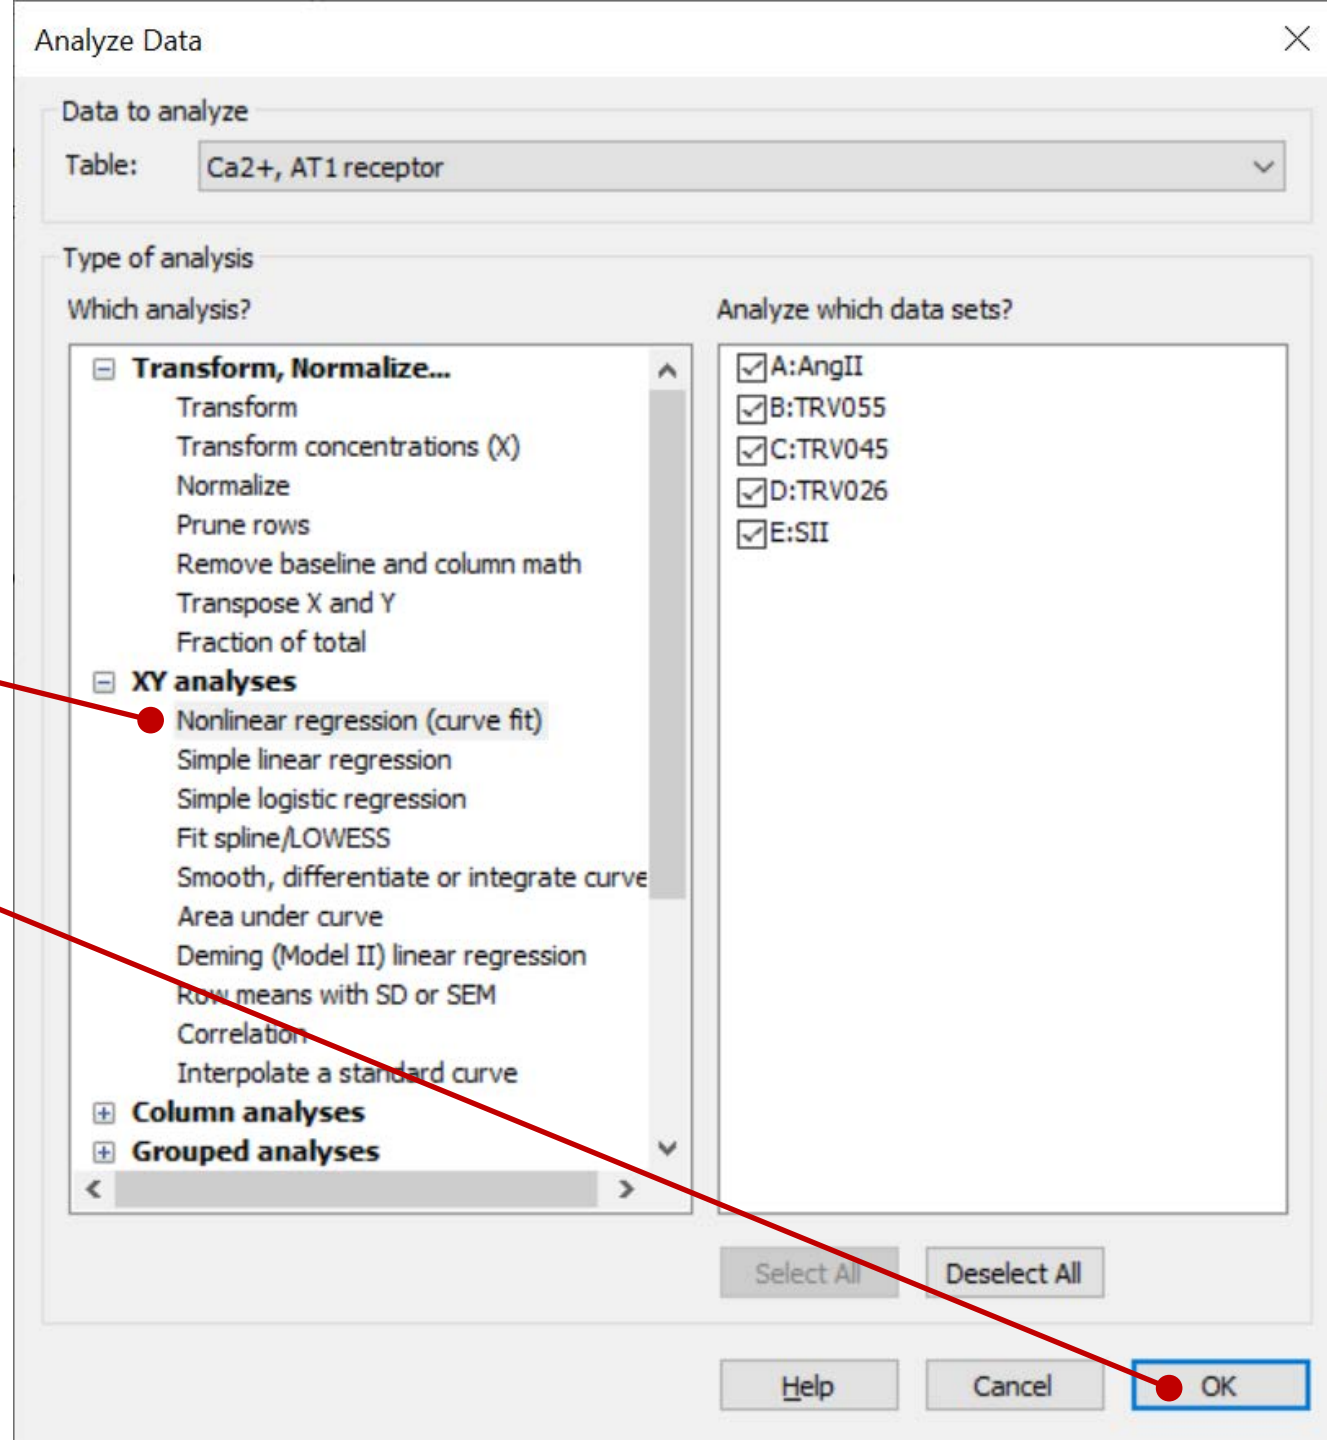 Analyze Data
Data to analyze
Table: Ca2+, AT1 receptor
Type of analysis
Which analysis?
Transform, Normalize...
Transform
Transform concentrations (X)
Normalize
Prune rows
Remove baseline and column math
Transpose X and Y
Fraction of total
XY analyses
Nonlinear regression (curve fit)
Simple linear regression
Simple logistic regression
Fit spline/LOWESS
Smooth, differentiate or integrate curve
Area under curve
Deming (Model II) linear regression
Row means with SD or SEM
Correlation
Interpolate a standard curve
Column analyses
Grouped analyses
Analyze which data sets?
A:AngII
B:TRV055
C:TRV045
D:TRV026
E:SII
Select All Deselect All
Help Cancel OK